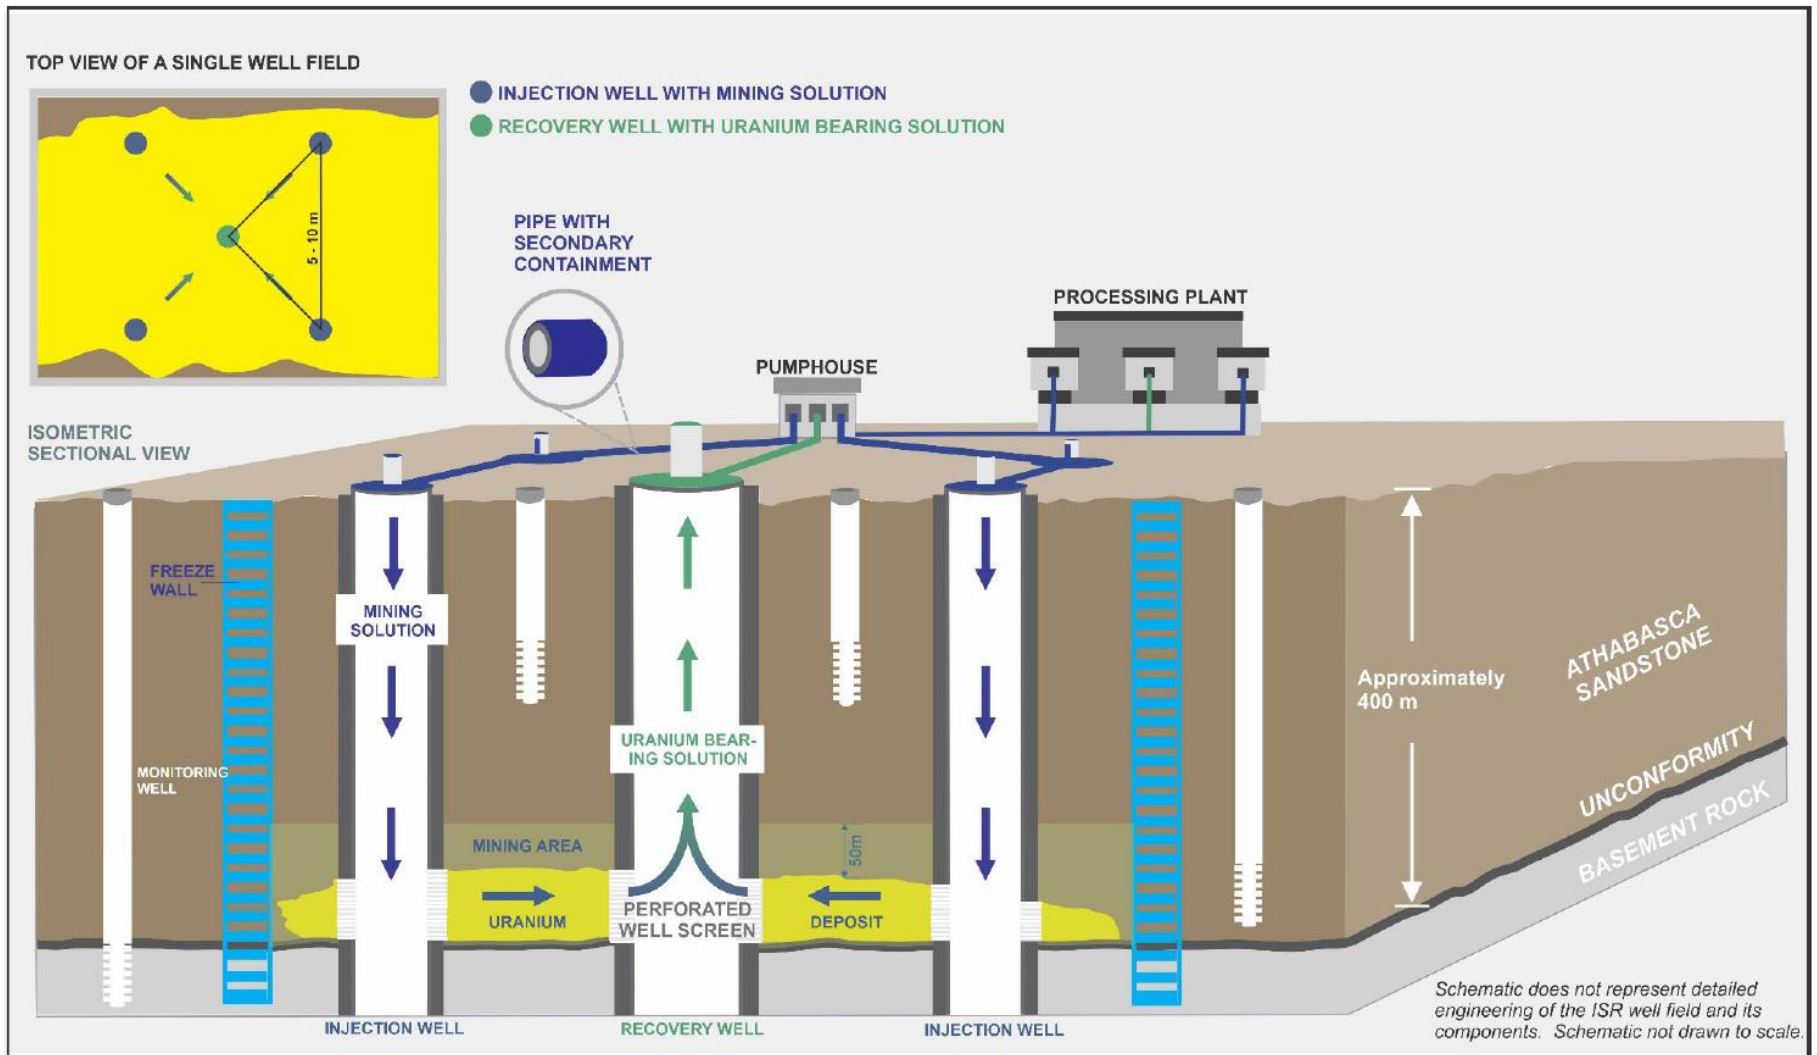 TOP VIEW OF A SINGLE WELL FIELD
INJECTION WELL WITH MINING SOLUTION
RECOVERY WELL WITH URANIUM BEARING SOLUTION
5 - 10 m
PIPE WITH
SECONDARY
CONTAINMENT
PROCESSING PLANT
PUMPHOUSE
ISOMETRIC
SECTIONAL VIEW
FREEZE
WALL
MINING
SOLUTION
ATHABASCA
SANDSTONE
Approximately
400 m
URANIUM BEAR-
ING SOLUTION
MONITORING
WELL
UNCONFORMITY
BASEMENT ROCK
MINING AREA
50m
URANIUM
PERFORATED
WELL SCREEN
DEPOSIT
INJECTION WELL
RECOVERY WELL
INJECTION WELL
Schematic does not represent detailed
engineering of the ISR well field and its
components. Schematic not drawn to scale.